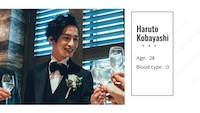 Haruto
Kobayashi
Age: 28
Blood type: O